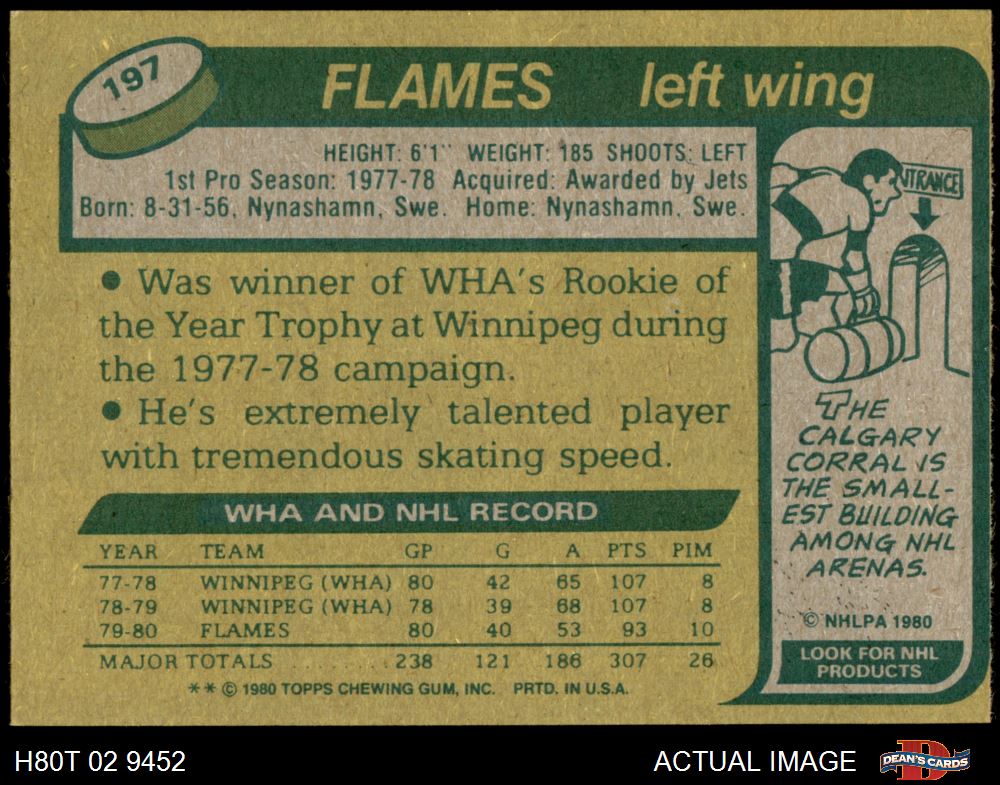 197
FLAMES left wing
HEIGHT: 6'1" WEIGHT: 185 SHOOTS: LEFT
1st Pro Season: 1977-78 Acquired: Awarded by Jets
Born: 8-31-56, Nynashamn, Swe. Home: Nynashamn, Swe.
• Was winner of WHA's Rookie of
the Year Trophy at Winnipeg during
the 1977-78 campaign.
• He's extremely talented player
with tremendous skating speed.
WHA AND NHL RECORD
YEAR TEAM GP G A PTS PIM
77-78 WINNIPEG (WHA) 80 42 65 107 8
78-79 WINNIPEG (WHA) 78 39 68 107 8
79-80 FLAMES 80 40 53 93 10
MAJOR TOTALS ........ 238 121 186 307 26
** © 1980 TOPPS CHEWING GUM, INC. PRTD. IN U.S.A.
NTRANCE
THE
CALGARY
CORRAL IS
THE SMALL-
EST BUILDING
AMONG NHL
ARENAS.
© NHLPA 1980
LOOK FOR NHL
PRODUCTS
H80T 02 9452
ACTUAL IMAGE
D
DEAN'S CARDS